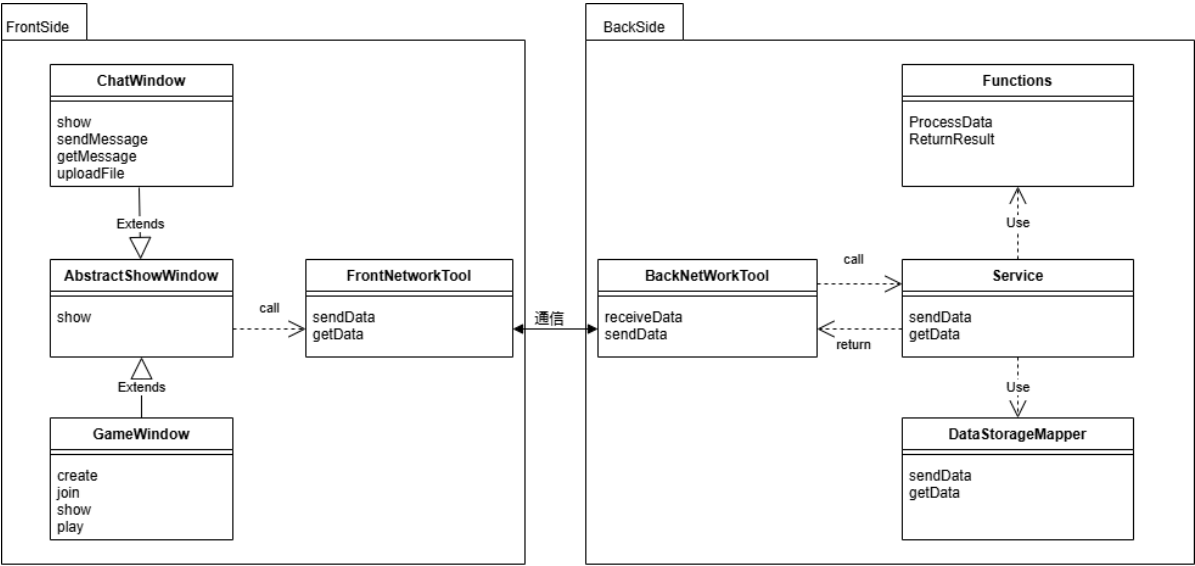 FrontSide
ChatWindow
show
sendMessage
getMessage
uploadFile
Extends
AbstractShowWindow
show
call
FrontNetworkTool
sendData
getData
Extends
GameWindow
create
join
show
play
通信
BackSide
Functions
ProcessData
ReturnResult
Use
BackNetWorkTool
receiveData
sendData
call
return
Service
sendData
getData
Use
DataStorageMapper
sendData
getData